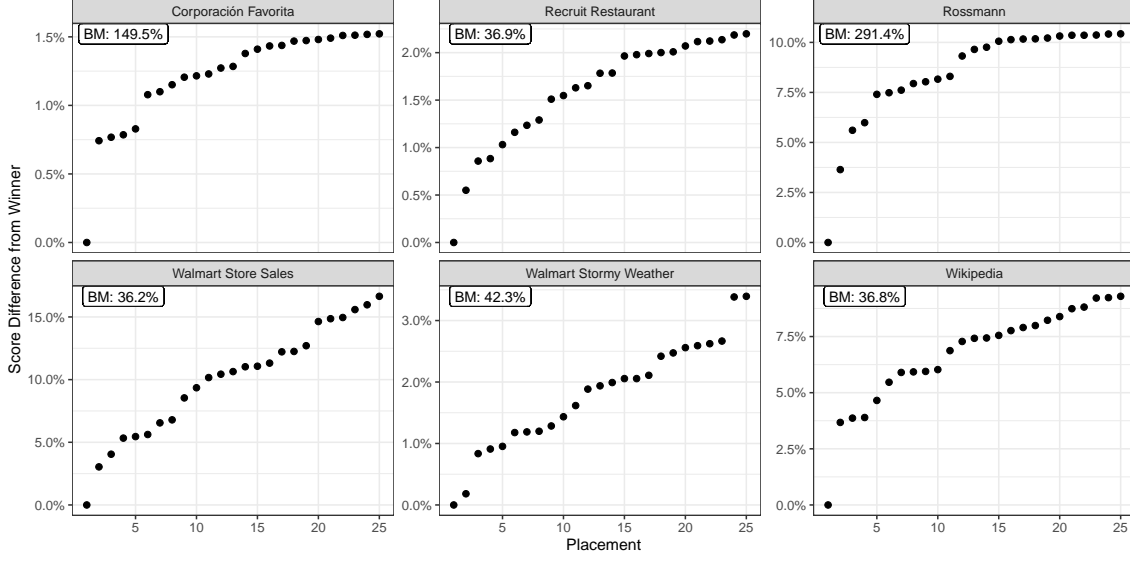 Corporación Favorita
BM: 149.5%
1.5%
1.0%
0.5%
0.0%
Recruit Restaurant
BM: 36.9%
2.0%
1.5%
1.0%
0.5%
0.0%
Rossmann
BM: 291.4%
10.0%
7.5%
5.0%
2.5%
0.0%
Score Difference from Winner
Walmart Store Sales
BM: 36.2%
15.0%
10.0%
5.0%
0.0%
5 10 15 20 25
Walmart Stormy Weather
BM: 42.3%
3.0%
2.0%
1.0%
0.0%
5 10 15 20 25
Wikipedia
BM: 36.8%
7.5%
5.0%
2.5%
0.0%
5 10 15 20 25
Placement